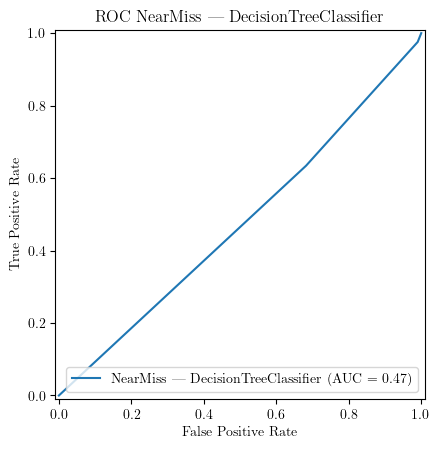 ROC NearMiss — DecisionTreeClassifier
1.0
0.8
0.6
0.4
0.2
0.0
True Positive Rate
NearMiss — DecisionTreeClassifier (AUC = 0.47)
0.0 0.2 0.4 0.6 0.8 1.0
False Positive Rate